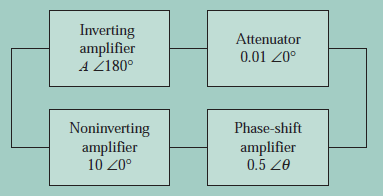 Inverting
amplifier
A ∠180°
Attenuator
0.01 ∠0°
Noninverting
amplifier
10 ∠0°
Phase-shift
amplifier
0.5 ∠θ